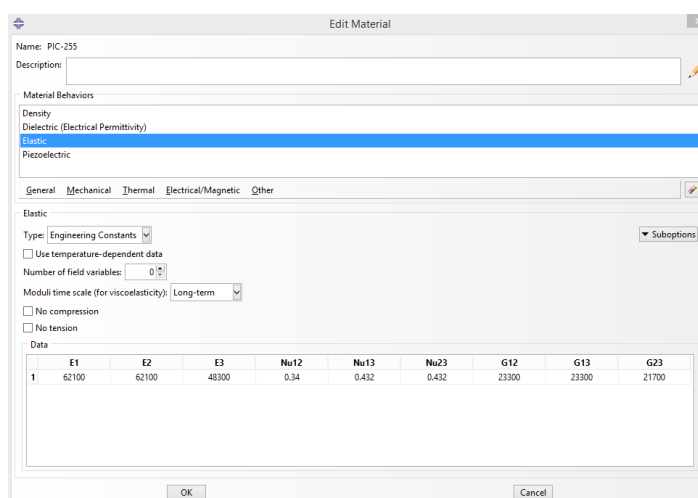 Edit Material
Name: PIC-255
Description:
Material Behaviors
Density
Dielectric (Electrical Permittivity)
Elastic
Piezoelectric
General Mechanical Thermal Electrical/Magnetic Other
Elastic
Type: Engineering Constants
Suboptions
Use temperature-dependent data
Number of field variables: 0
Moduli time scale (for viscoelasticity): Long-term
No compression
No tension
Data
E1 E2 E3 Nu12 Nu13 Nu23 G12 G13 G23
1 62100 62100 48300 0.34 0.432 0.432 23300 23300 21700
OK Cancel